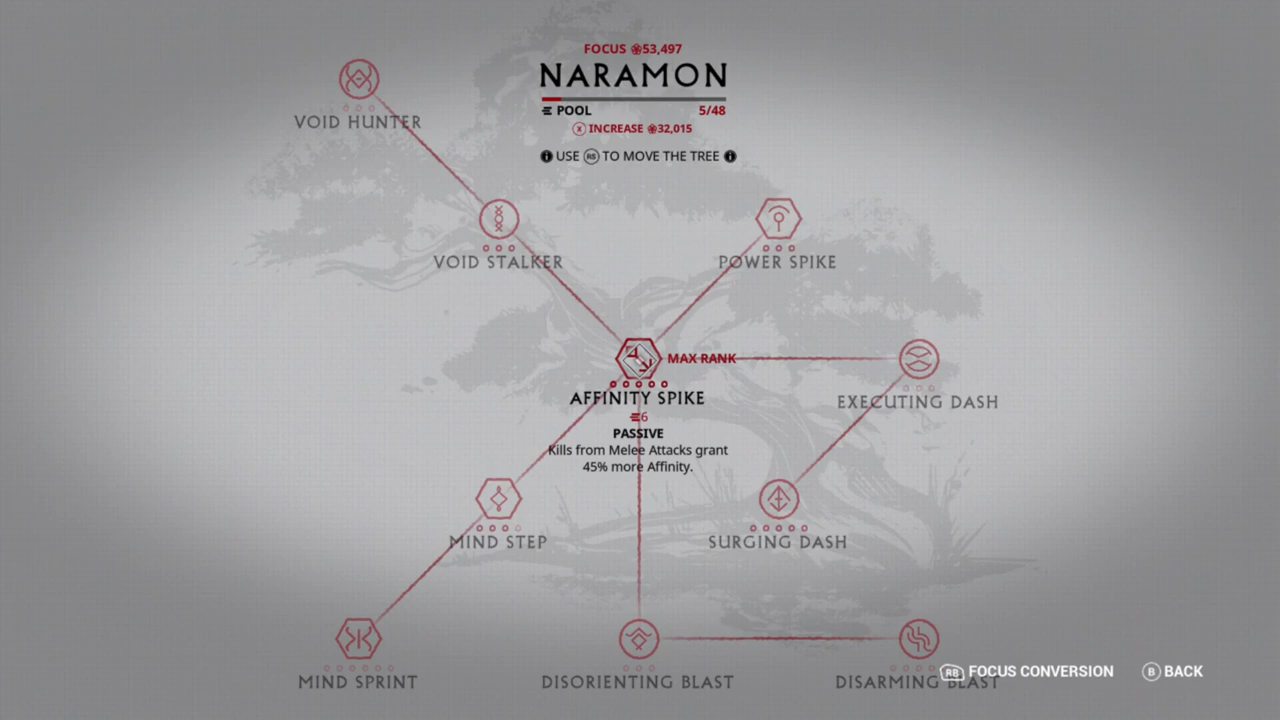 FOCUS 53,497
NARAMON
POOL 5/48
X INCREASE 32,015
USE RS TO MOVE THE TREE
VOID HUNTER
VOID STALKER
POWER SPIKE
MAX RANK
AFFINITY SPIKE
EXECUTING DASH
6
PASSIVE
Kills from Melee Attacks grant
45% more Affinity.
MIND STEP
SURGING DASH
MIND SPRINT
DISORIENTING BLAST
DISARMING BLAST
RB FOCUS CONVERSION
B BACK